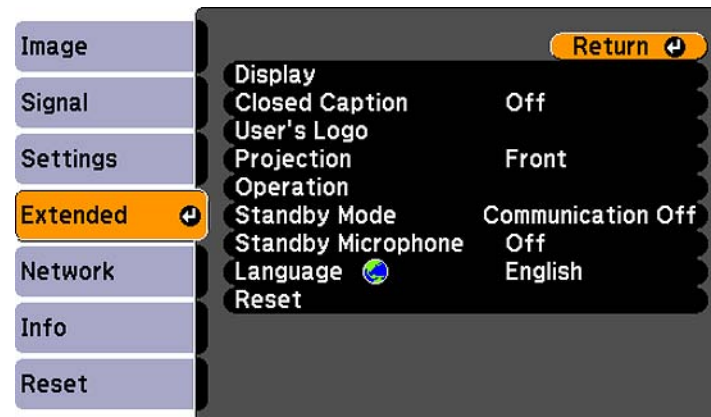 Image
Signal
Settings
Extended
Network
Info
Reset
Return
Display
Closed Caption Off
User's Logo
Projection Front
Operation
Standby Mode Communication Off
Standby Microphone Off
Language English
Reset